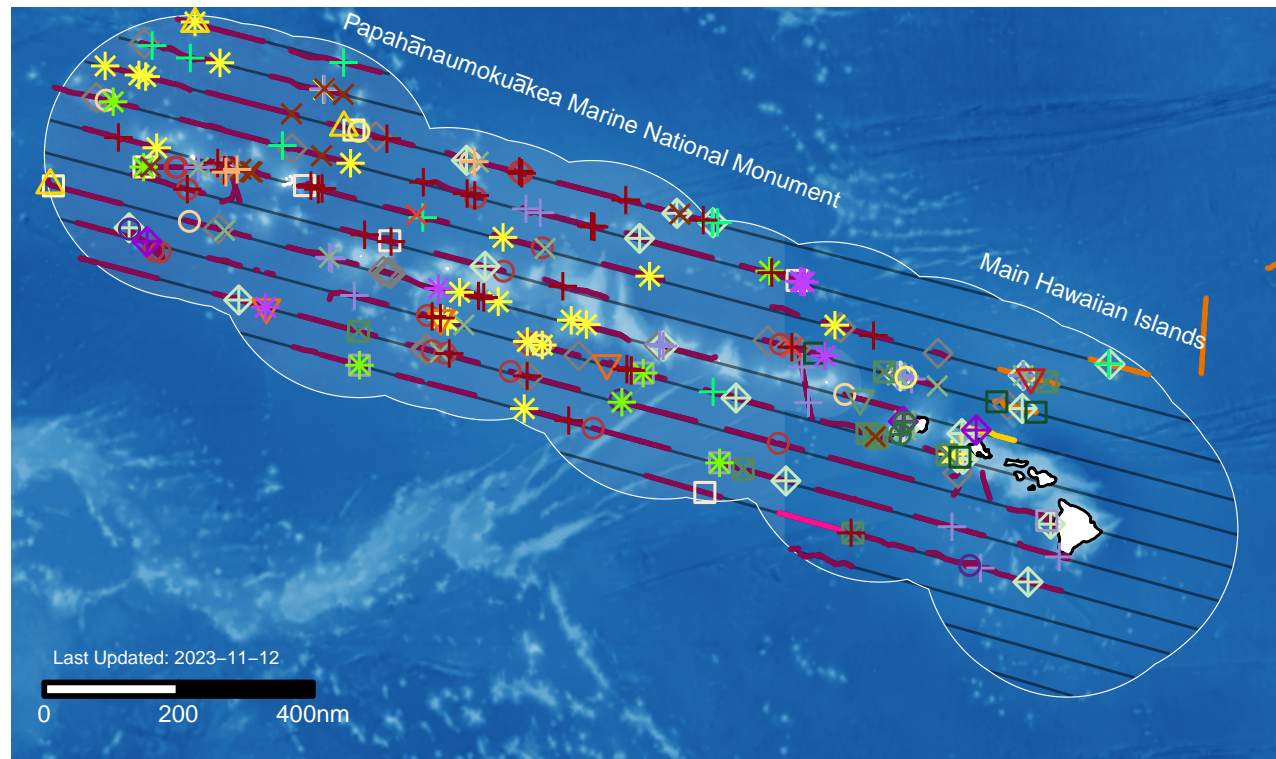 Papahānaumokuākea Marine National Monument
Main Hawaiian Islands
Last Updated: 2023−11−12
0 200 400nm